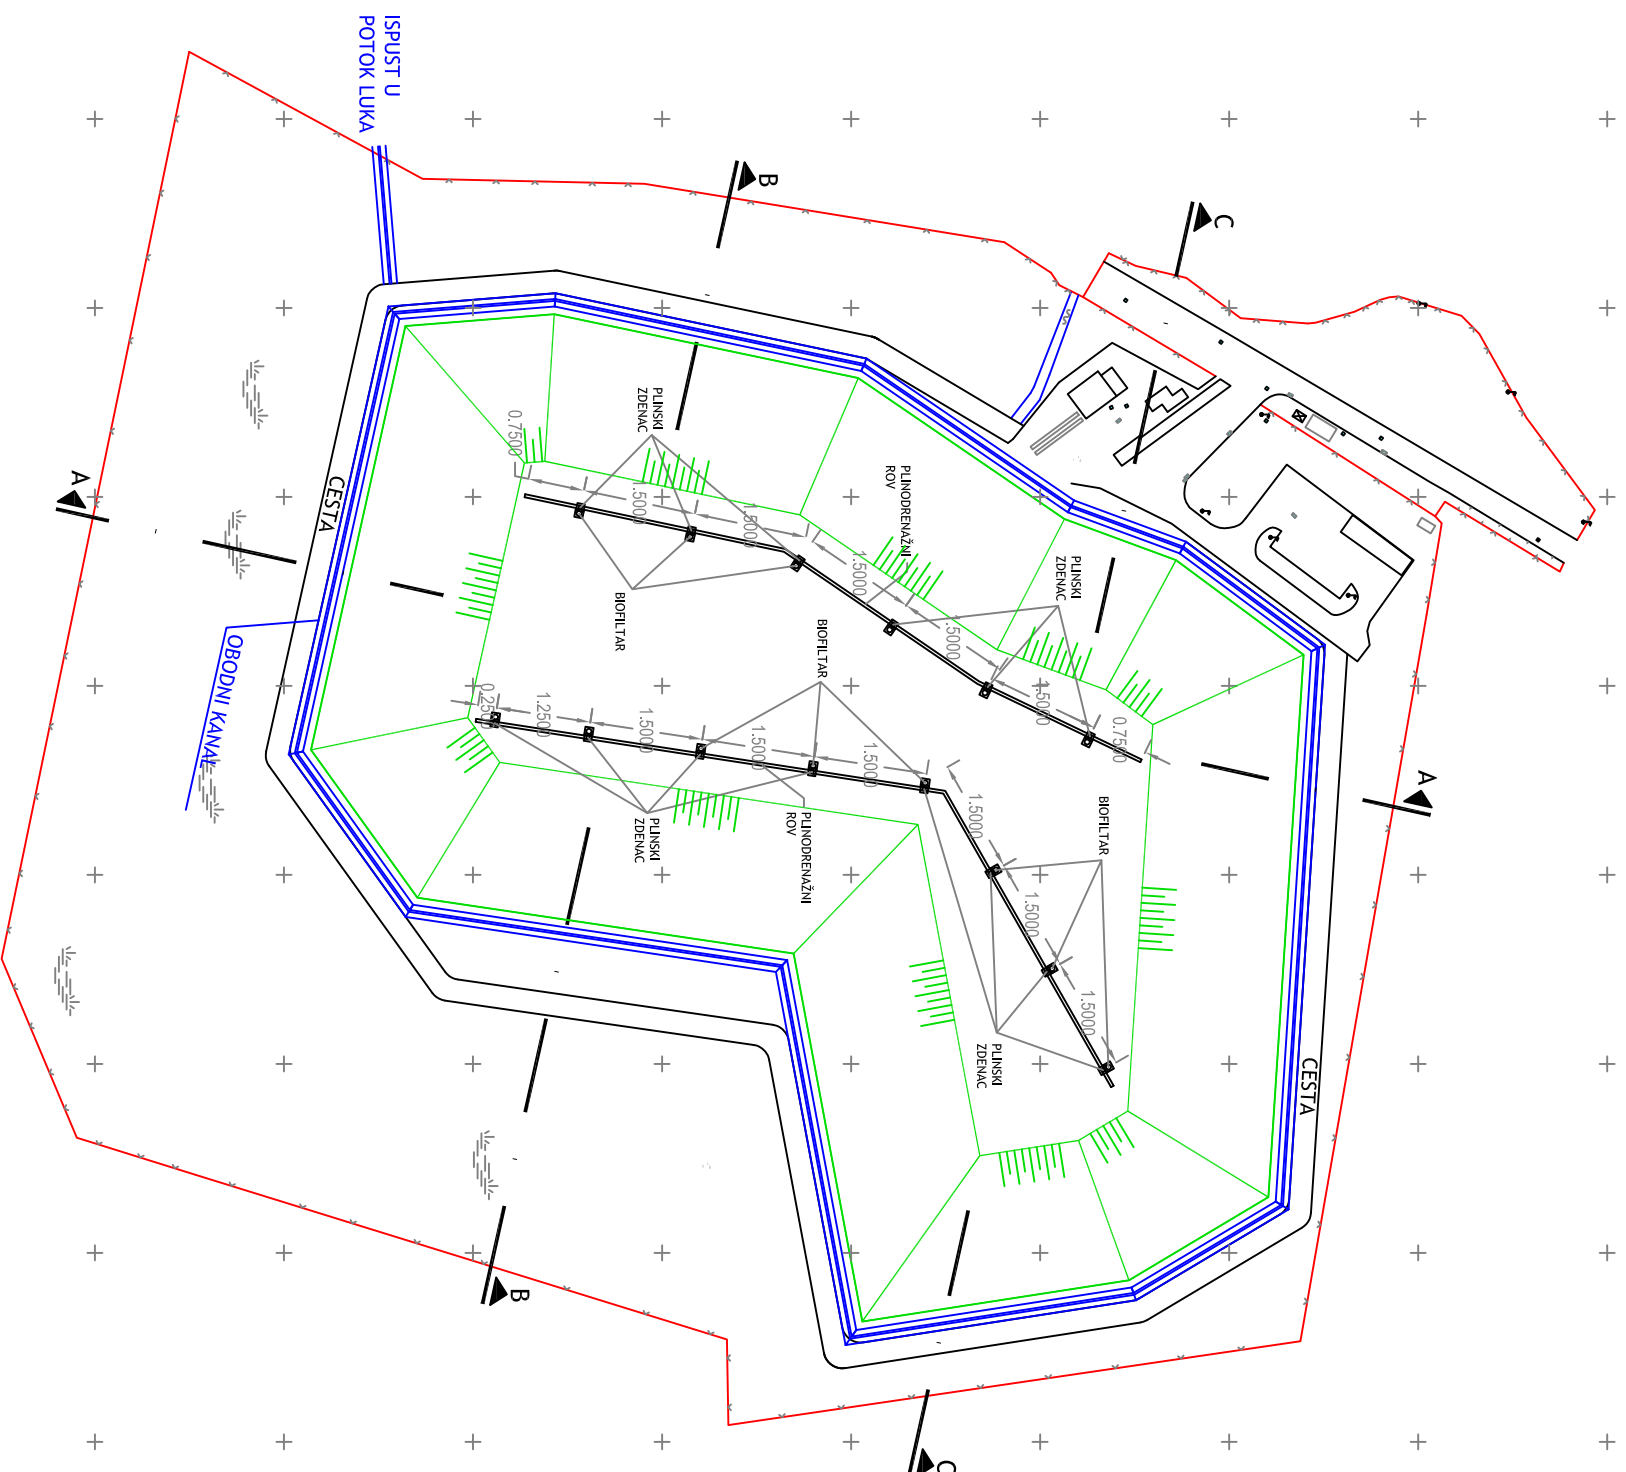 ISPUST U
POTOK LUKA
B
C
PLINSKI
ZDENAC
0.7500
1.5000
1.5000
PLINODRENAŽNI
ROV
1.5000
1.5000
PLINSKI
ZDENAC
1.5000
0.7500
A
CESTA
BIOFILTAR
BIOFILTAR
OBODNI KANAL
0.2500
1.2500
1.5000
1.5000
1.5000
1.5000
BIOFILTAR
A
PLINSKI
ZDENAC
PLINODRENAŽNI
ROV
1.5000
1.5000
PLINSKI
ZDENAC
CESTA
B
C